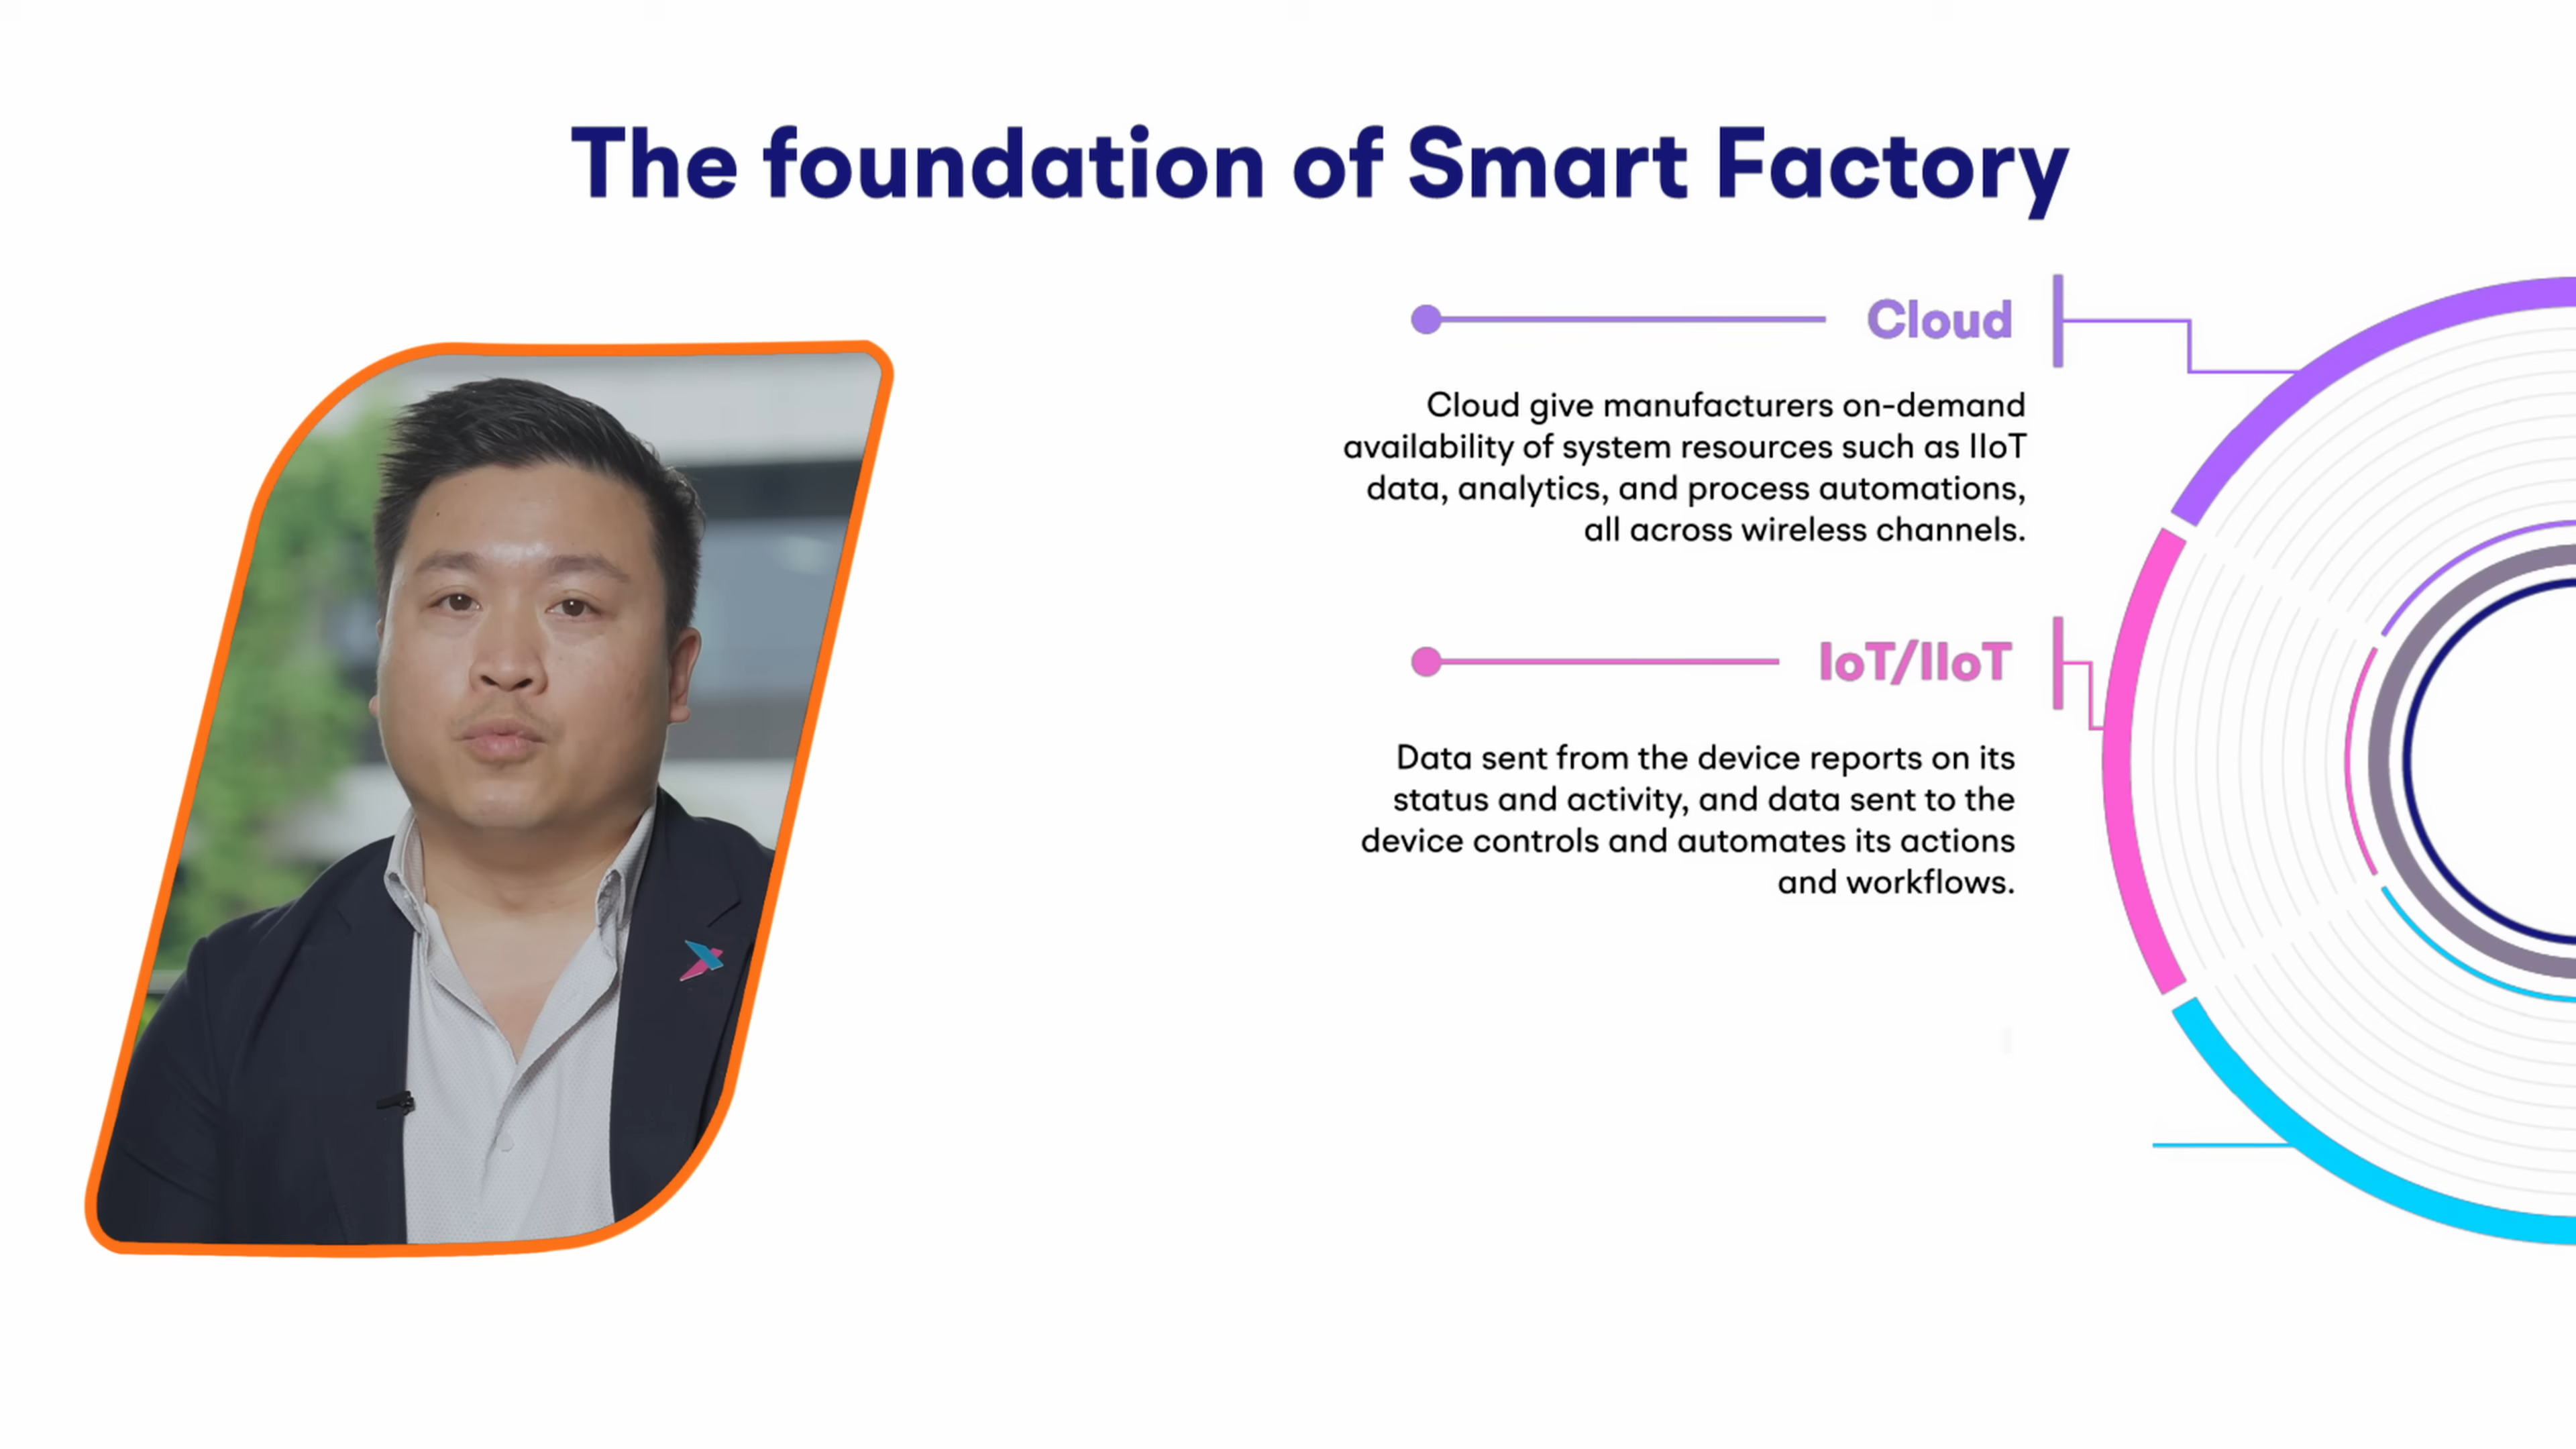 The foundation of Smart Factory
Cloud
Cloud give manufacturers on-demand
availability of system resources such as IIoT
data, analytics, and process automations,
all across wireless channels.
IoT/IIoT
Data sent from the device reports on its
status and activity, and data sent to the
device controls and automates its actions
and workflows.